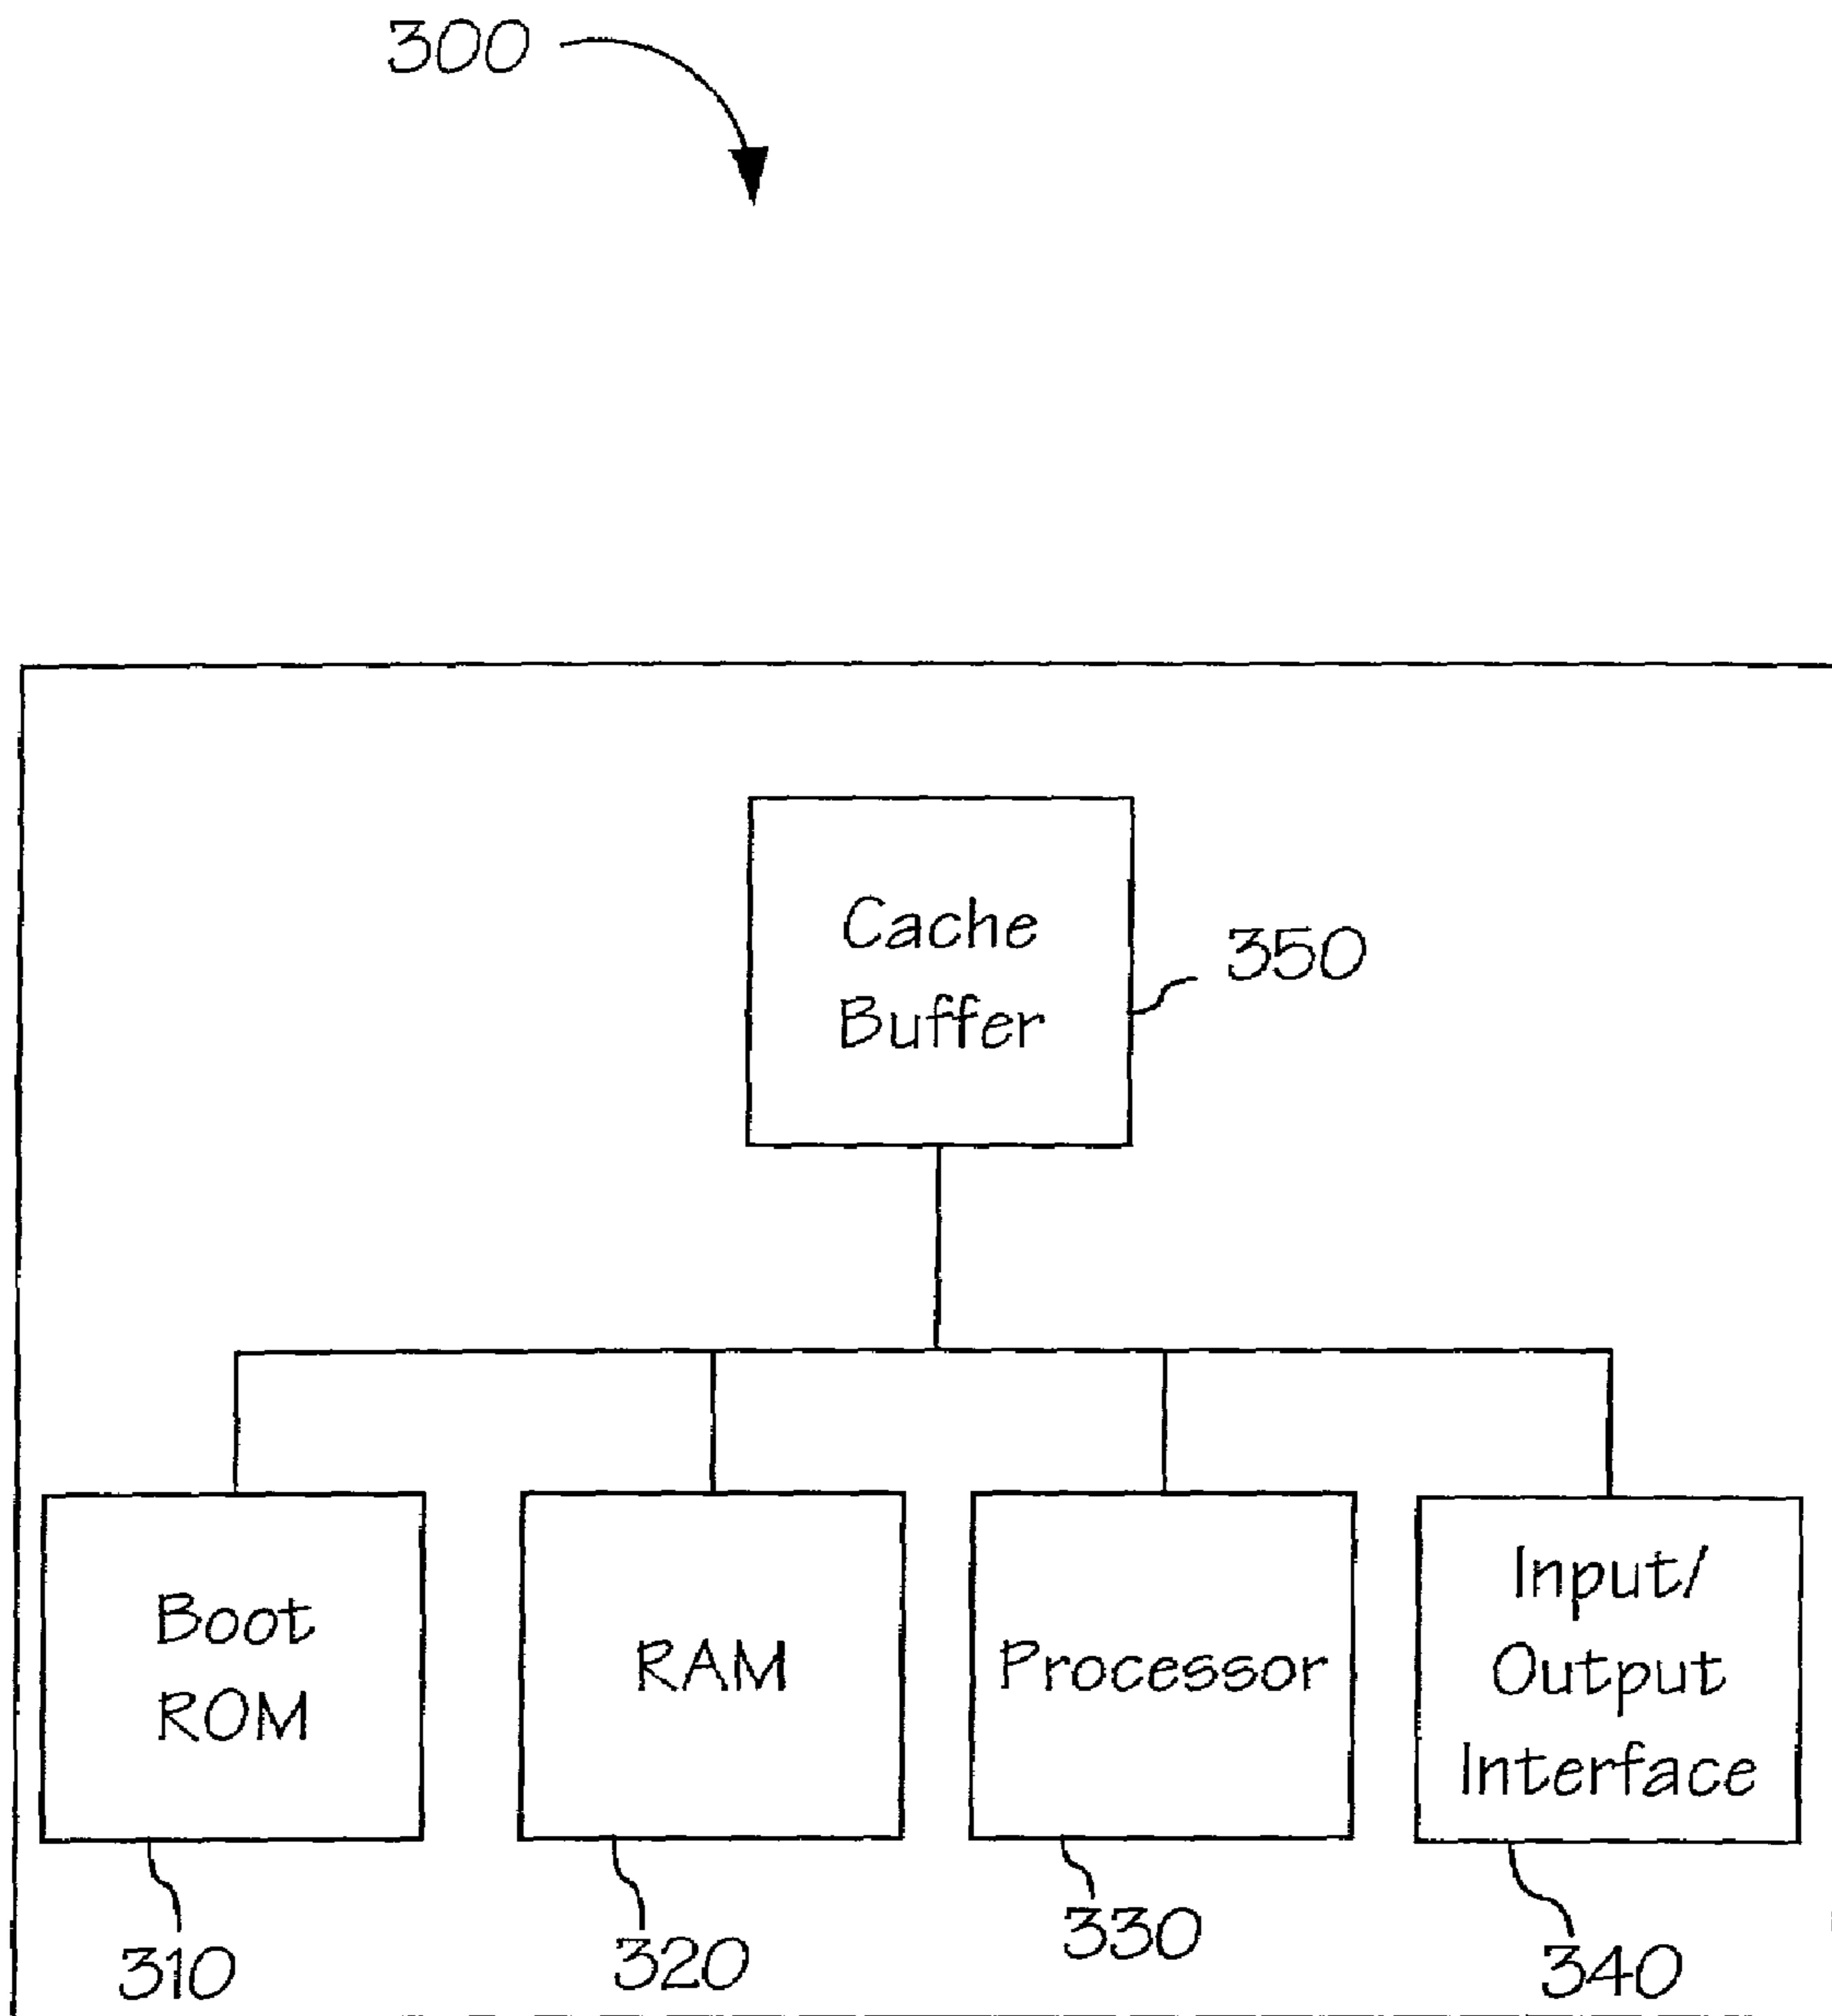 300
Cache
Buffer
350
Boot
ROM
RAM
Processor
Input/
Output
Interface
310
320
330
340